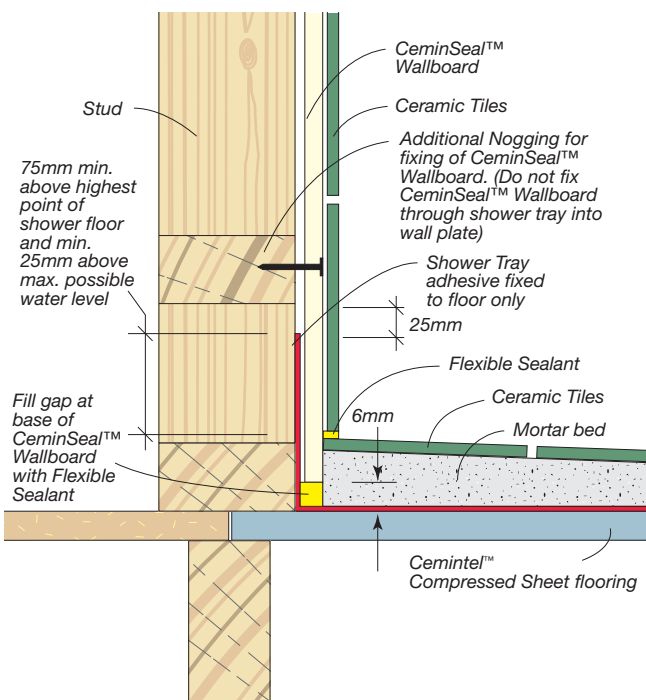 CeminSeal™
Wallboard
Stud
Ceramic Tiles
Additional Nogging for
fixing of CeminSeal™
Wallboard. (Do not fix
CeminSeal™ Wallboard
through shower tray into
wall plate)
75mm min.
above highest
point of
shower floor
and min.
25mm above
max. possible
water level
Shower Tray
adhesive fixed
to floor only
25mm
Flexible Sealant
Fill gap at
base of
CeminSeal™
Wallboard
with Flexible
Sealant
6mm
Ceramic Tiles
Mortar bed
Cemintel™
Compressed Sheet flooring